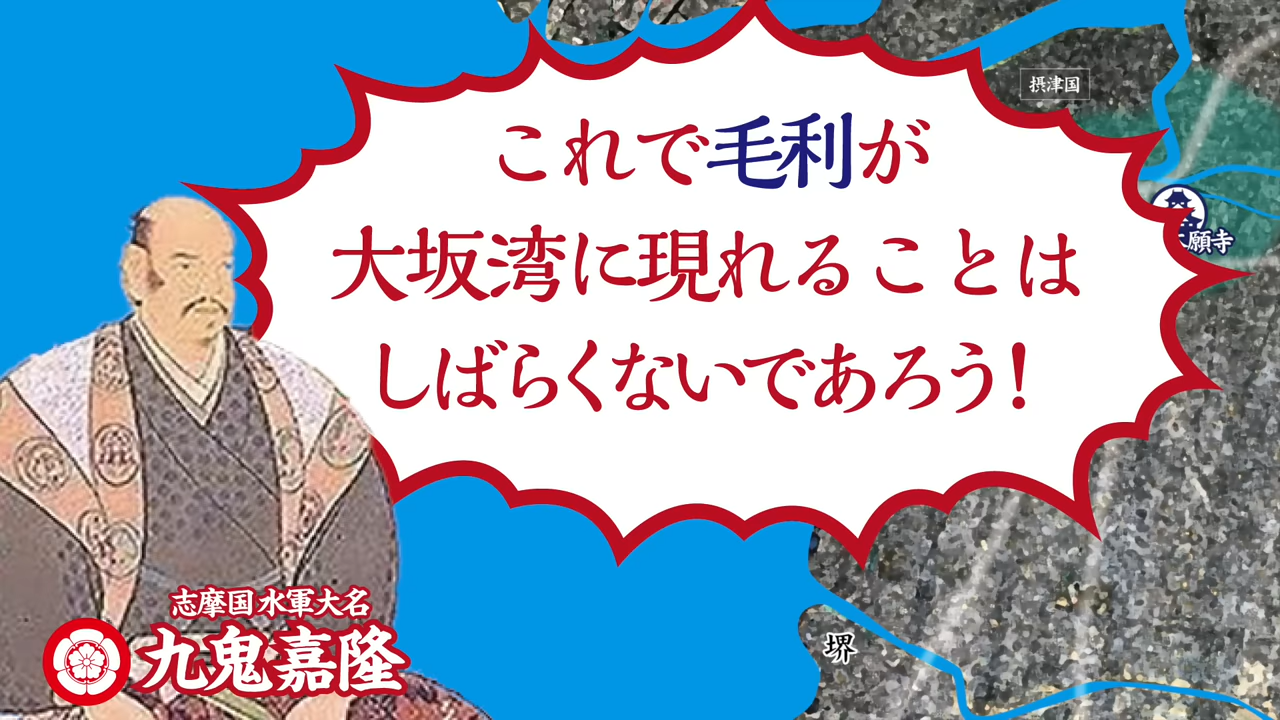 摂津国
これで毛利が
大坂湾に現れることは
しばらくないであろう!
願寺
堺
志摩国水軍大名
九鬼嘉隆